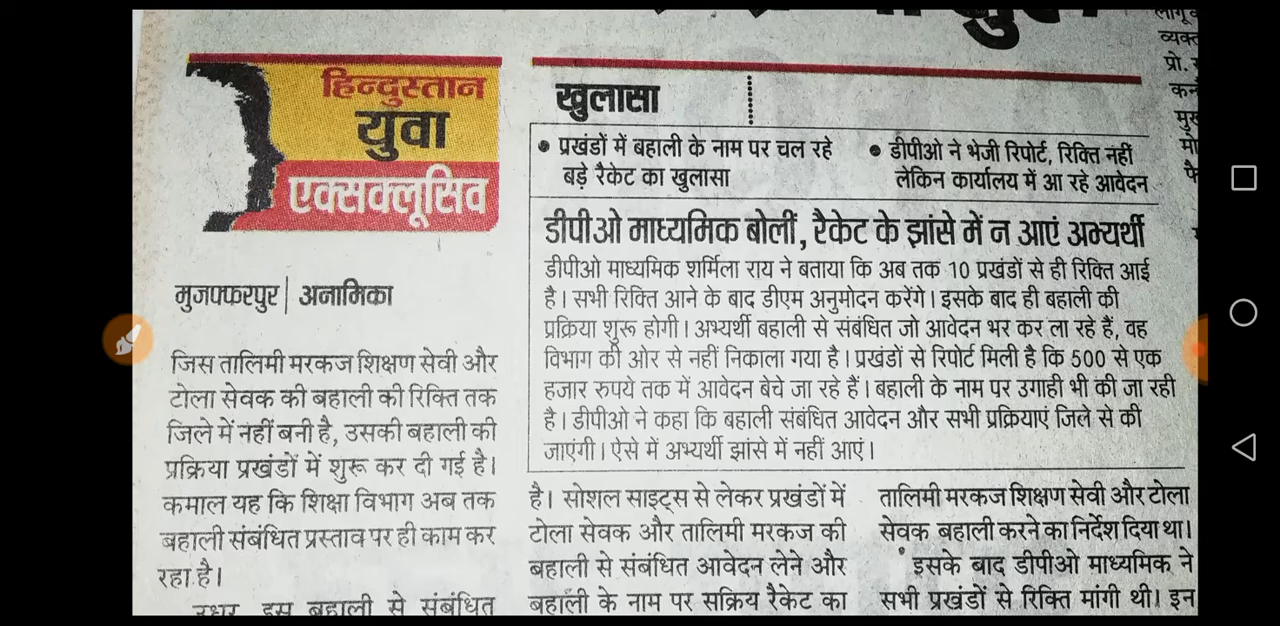 हिन्दुस्तान
युवा
एक्सक्लूसिव
मुजफ्फरपुर | अनामिका
जिस तालिमी मरकज शिक्षण सेवी और
टोला सेवक की बहाली की रिक्ति तक
जिले में नहीं बनी है, उसकी बहाली की
प्रक्रिया प्रखंडों में शुरू कर दी गई है।
कमाल यह कि शिक्षा विभाग अब तक
बहाली संबंधित प्रस्ताव पर ही काम कर
रहा है।
इस बहाली से संबंधित
खुलासा
• प्रखंडों में बहाली के नाम पर चल रहे
बड़े रैकेट का खुलासा
• डीपीओ ने भेजी रिपोर्ट, रिक्ति नहीं
लेकिन कार्यालय में आ रहे आवेदन
डीपीओ माध्यमिक बोलीं, रैकेट के झांसे में न आएं अभ्यर्थी
डीपीओ माध्यमिक शर्मिला राय ने बताया कि अब तक 10 प्रखंडों से ही रिक्ति आई
है। सभी रिक्ति आने के बाद डीएम अनुमोदन करेंगे। इसके बाद ही बहाली की
प्रक्रिया शुरू होगी। अभ्यर्थी बहाली से संबंधित जो आवेदन भर कर ला रहे हैं, वह
विभाग की ओर से नहीं निकाला गया है। प्रखंडों से रिपोर्ट मिली है कि 500 से एक
हजार रुपये तक में आवेदन बेचे जा रहे हैं। बहाली के नाम पर उगाही भी की जा रही
है। डीपीओ ने कहा कि बहाली संबंधित आवेदन और सभी प्रक्रियाएं जिले से की
जाएंगी। ऐसे में अभ्यर्थी झांसे में नहीं आएं।
है। सोशल साइट्स से लेकर प्रखंडों में
टोला सेवक और तालिमी मरकज की
बहाली से संबंधित आवेदन लेने और
बहाली के नाम पर सक्रिय रैकेट का
तालिमी मरकज शिक्षण सेवी और टोला
सेवक बहाली करने का निर्देश दिया था।
इसके बाद डीपीओ माध्यमिक ने
सभी प्रखंडों से रिक्ति मांगी थी। इन